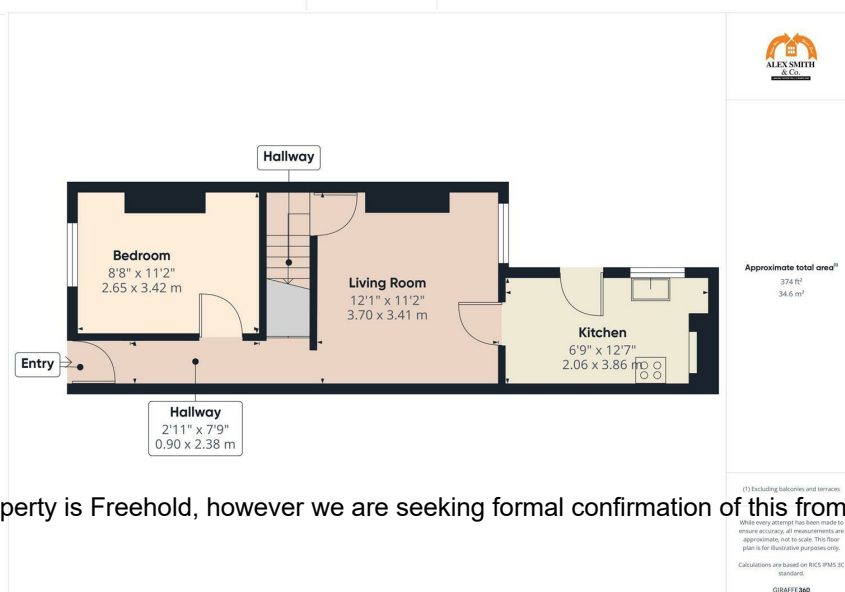 ALEX SMITH
& Co.
Hallway
Bedroom
8'8" x 11'2"
2.65 x 3.42 m
Living Room
12'1" x 11'2"
3.70 x 3.41 m
Kitchen
6'9" x 12'7"
2.06 x 3.86 m
Entry
Hallway
2'11" x 7'9"
0.90 x 2.38 m
Approximate total area(1)
374 ft²
34.6 m²
(1) Excluding balconies and terraces
perty is Freehold, however we are seeking formal confirmation of this from
While every attempt has been made to
ensure accuracy, all measurements are
approximate, not to scale. This floor
plan is for illustrative purposes only.
Calculations are based on RICS IPMS 3C
standard.
GIRAFFE360